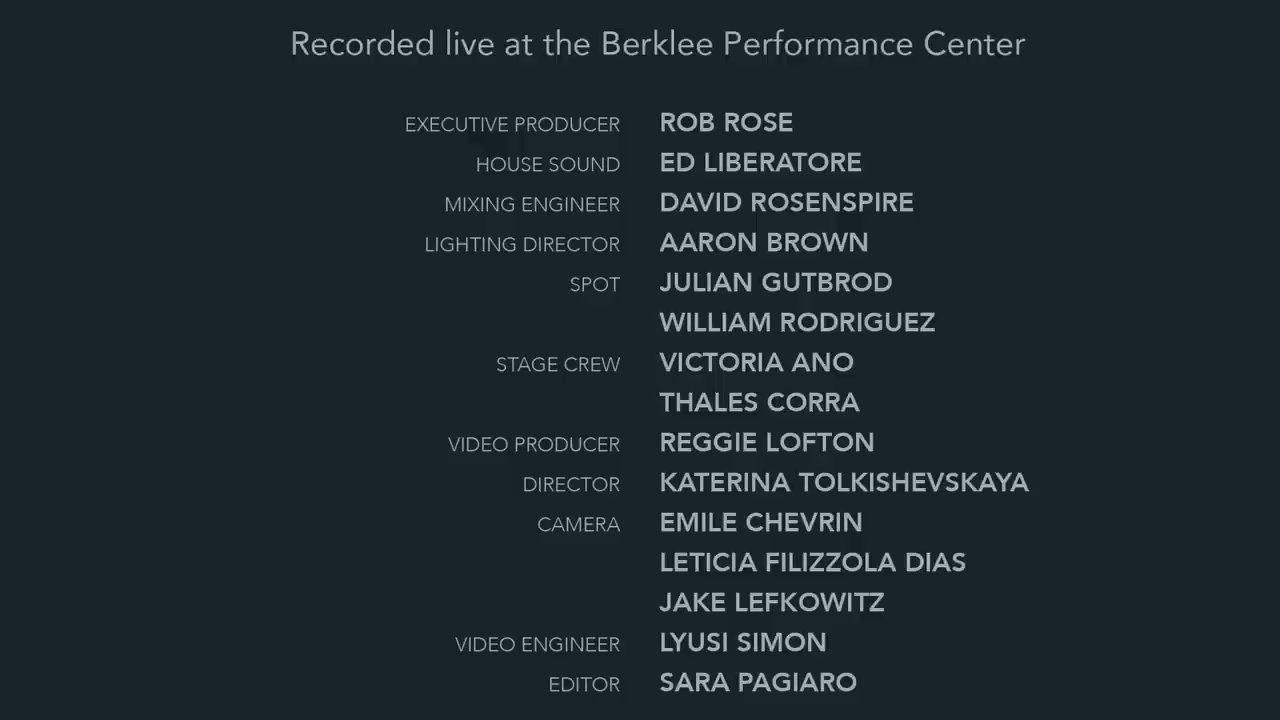 Recorded live at the Berklee Performance Center
EXECUTIVE PRODUCER ROB ROSE
HOUSE SOUND ED LIBERATORE
MIXING ENGINEER DAVID ROSENSPIRE
LIGHTING DIRECTOR AARON BROWN
SPOT JULIAN GUTBROD
WILLIAM RODRIGUEZ
STAGE CREW VICTORIA ANO
THALES CORRA
VIDEO PRODUCER REGGIE LOFTON
DIRECTOR KATERINA TOLKISHEVSKAYA
CAMERA EMILE CHEVRIN
LETICIA FILIZZOLA DIAS
JAKE LEFKOWITZ
VIDEO ENGINEER LYUSI SIMON
EDITOR SARA PAGIARO